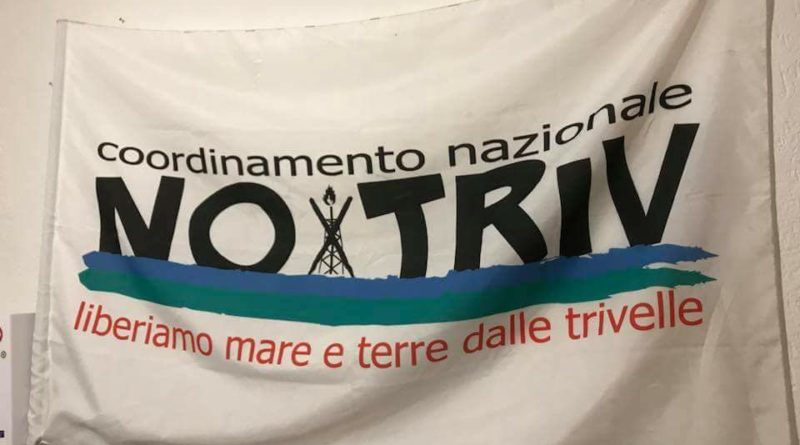 coordinamento nazionale
NO TRIV
liberiamo mare e terre dalle trivelle
®